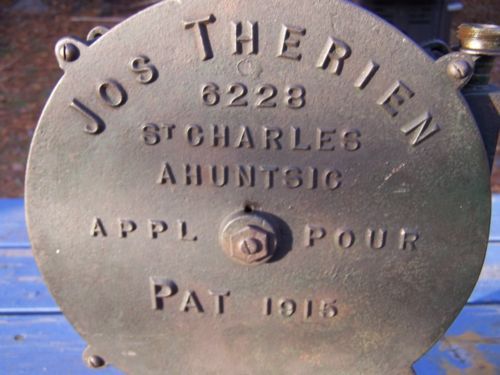 JOS THERIEN
6228
ST CHARLES
AHUNTSIC
APPL POUR
PAT 1915